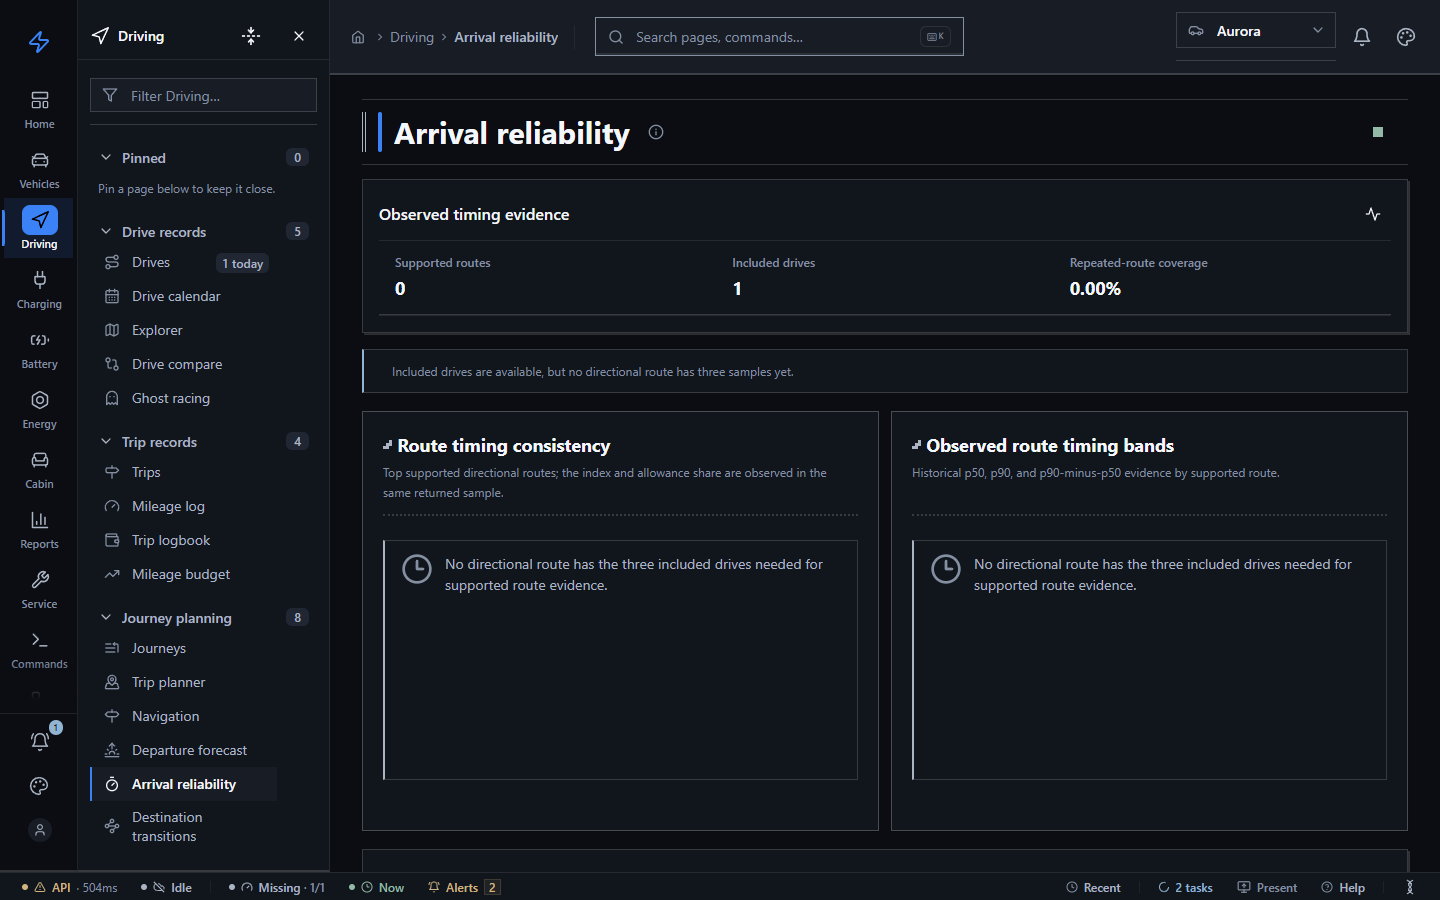 Driving
Driving
Arrival reliability
Search pages, commands...
K
Aurora
Home
Vehicles
Driving
Charging
Battery
Energy
Cabin
Reports
Service
Commands
1
Filter Driving...
Pinned
0
Pin a page below to keep it close.
Drive records
5
Drives
1 today
Drive calendar
Explorer
Drive compare
Ghost racing
Trip records
4
Trips
Mileage log
Trip logbook
Mileage budget
Journey planning
8
Journeys
Trip planner
Navigation
Departure forecast
Arrival reliability
Destination
transitions
Arrival reliability
Observed timing evidence
Supported routes
0
Included drives
1
Repeated-route coverage
0.00%
Included drives are available, but no directional route has three samples yet.
Route timing consistency
Top supported directional routes; the index and allowance share are observed in the
same returned sample.
No directional route has the three included drives needed for
supported route evidence.
Observed route timing bands
Historical p50, p90, and p90-minus-p50 evidence by supported route.
No directional route has the three included drives needed for
supported route evidence.
API · 504ms
Idle
Missing · 1/1
Now
Alerts 2
Recent
2 tasks
Present
Help